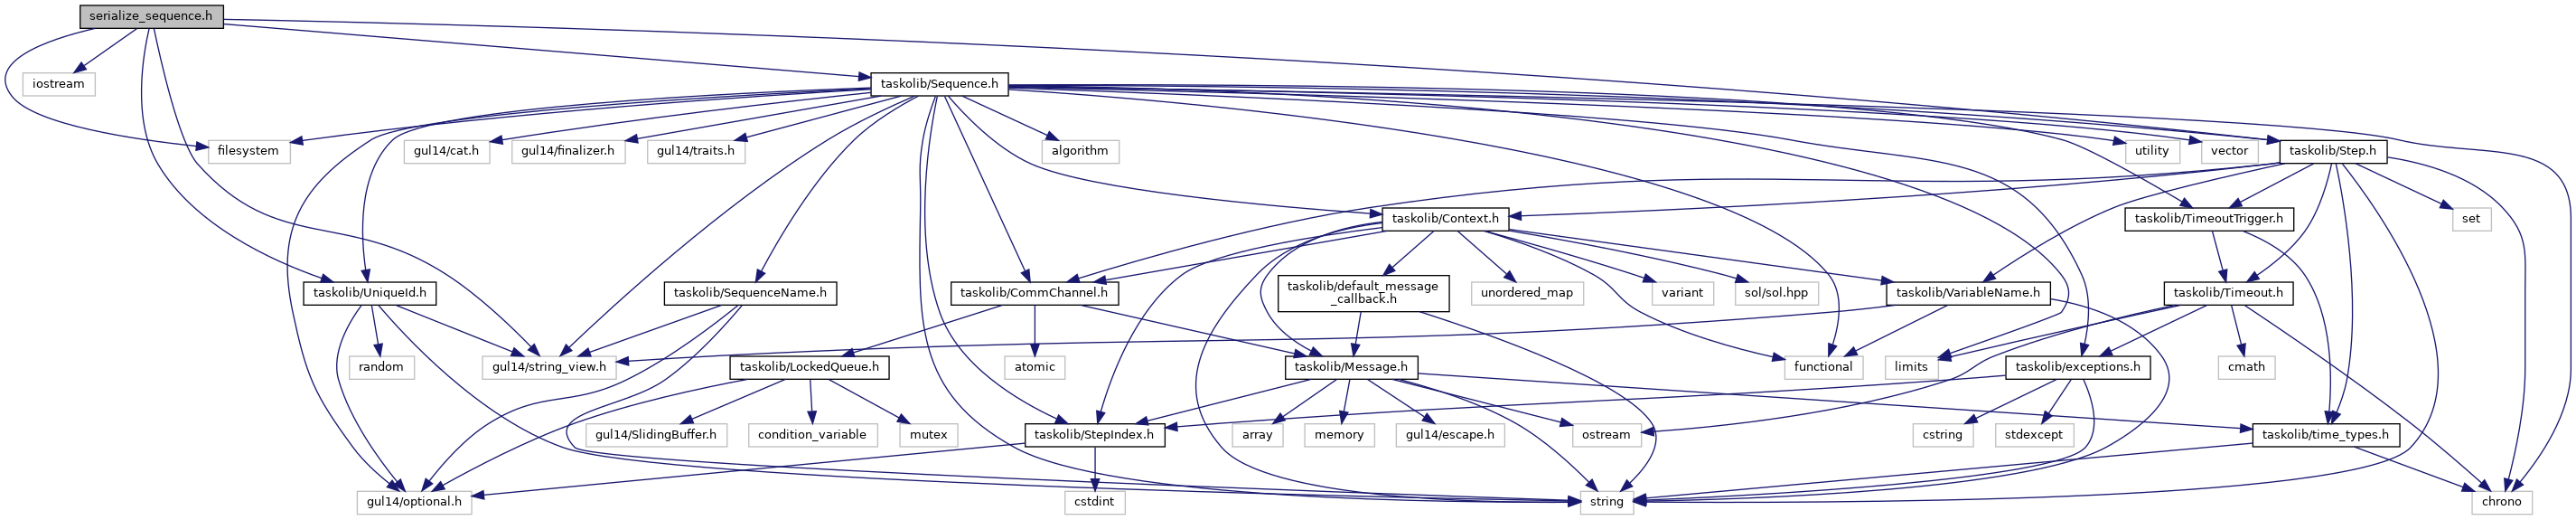 serialize_sequence.h
iostream
taskolib/Sequence.h
filesystem
gul14/cat.h
gul14/finalizer.h
gul14/traits.h
algorithm
utility
vector
taskolib/Step.h
taskolib/Context.h
taskolib/TimeoutTrigger.h
set
taskolib/UniqueId.h
taskolib/SequenceName.h
taskolib/CommChannel.h
taskolib/default_message
_callback.h
unordered_map
variant
sol/sol.hpp
taskolib/VariableName.h
taskolib/Timeout.h
random
gul14/string_view.h
taskolib/LockedQueue.h
atomic
taskolib/Message.h
functional
limits
taskolib/exceptions.h
cmath
gul14/SlidingBuffer.h
condition_variable
mutex
taskolib/StepIndex.h
array
memory
gul14/escape.h
ostream
cstring
stdexcept
taskolib/time_types.h
gul14/optional.h
cstdint
string
chrono